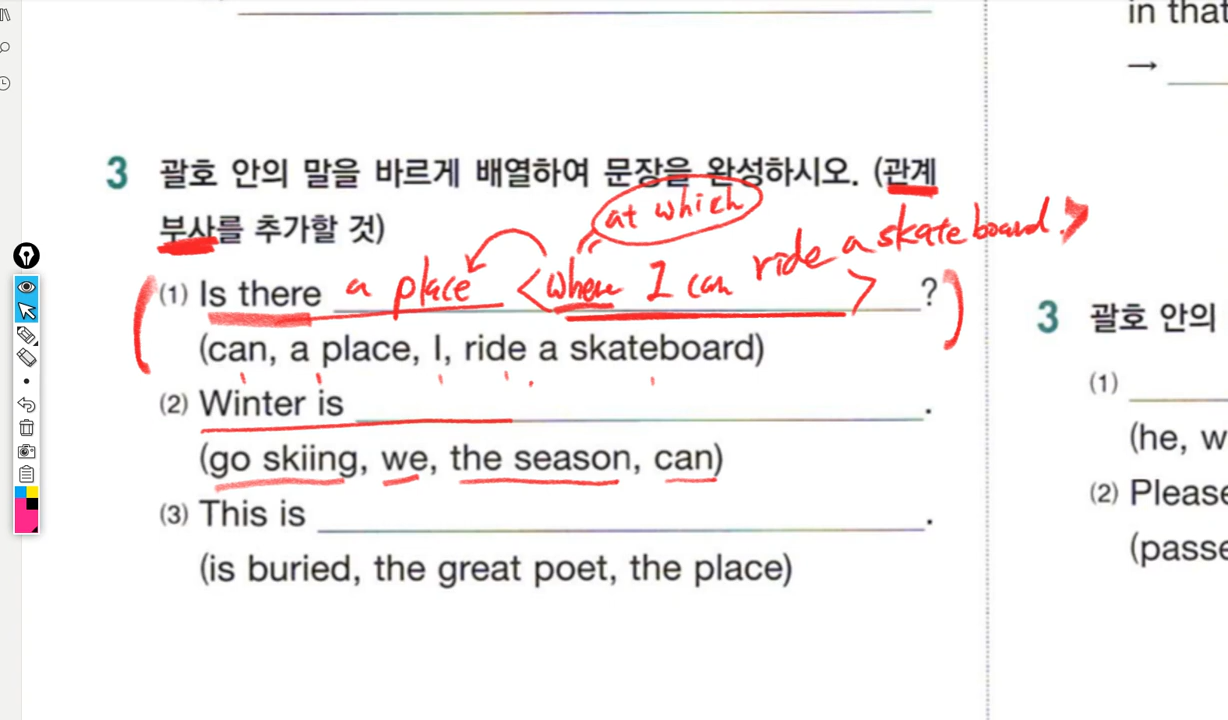 in that
→
3 괄호 안의 말을 바르게 배열하여 문장을 완성하시오. (관계
부사를 추가할 것)
at which
(1) Is there a place <where I can ride a skateboard.> ?
(can, a place, I, ride a skateboard)
(2) Winter is .
(go skiing, we, the season, can)
(3) This is .
(is buried, the great poet, the place)
3 괄호 안의
(1)
(he, w
(2) Please
(passe